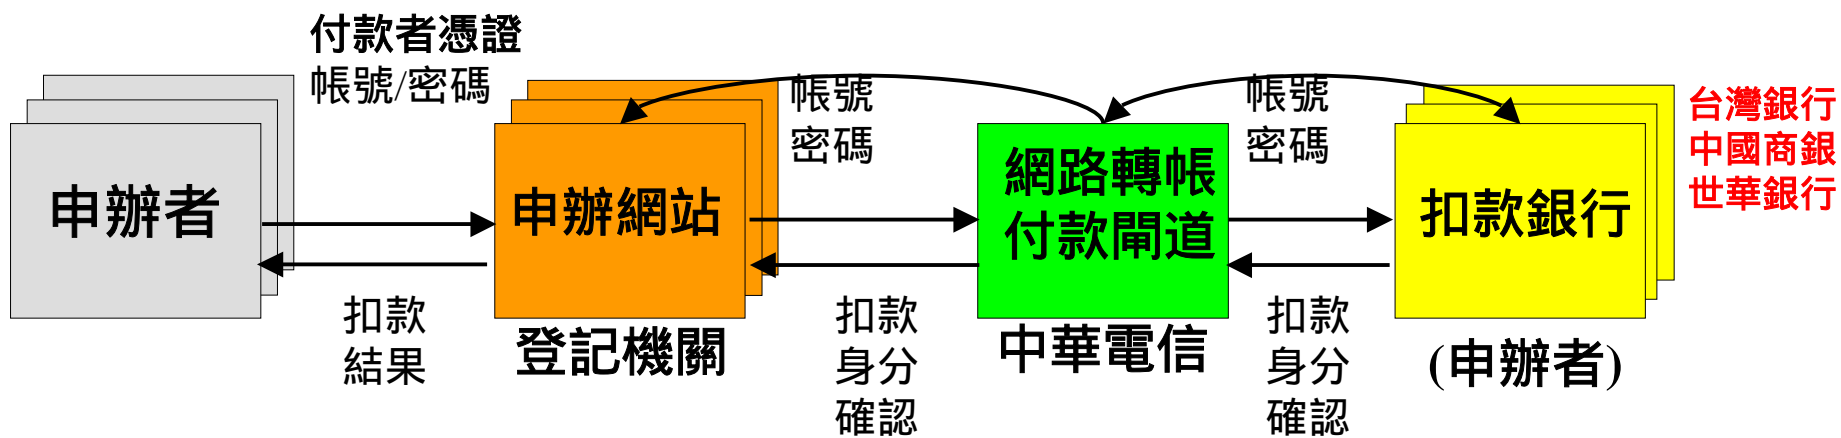 付款者憑證
帳號/密碼
申辦者
扣款
結果
申辦網站
登記機關
帳號
密碼
扣款
身分
確認
網路轉帳
付款閘道
中華電信
帳號
密碼
扣款
身分
確認
扣款銀行
(申辦者)
台灣銀行
中國商銀
世華銀行